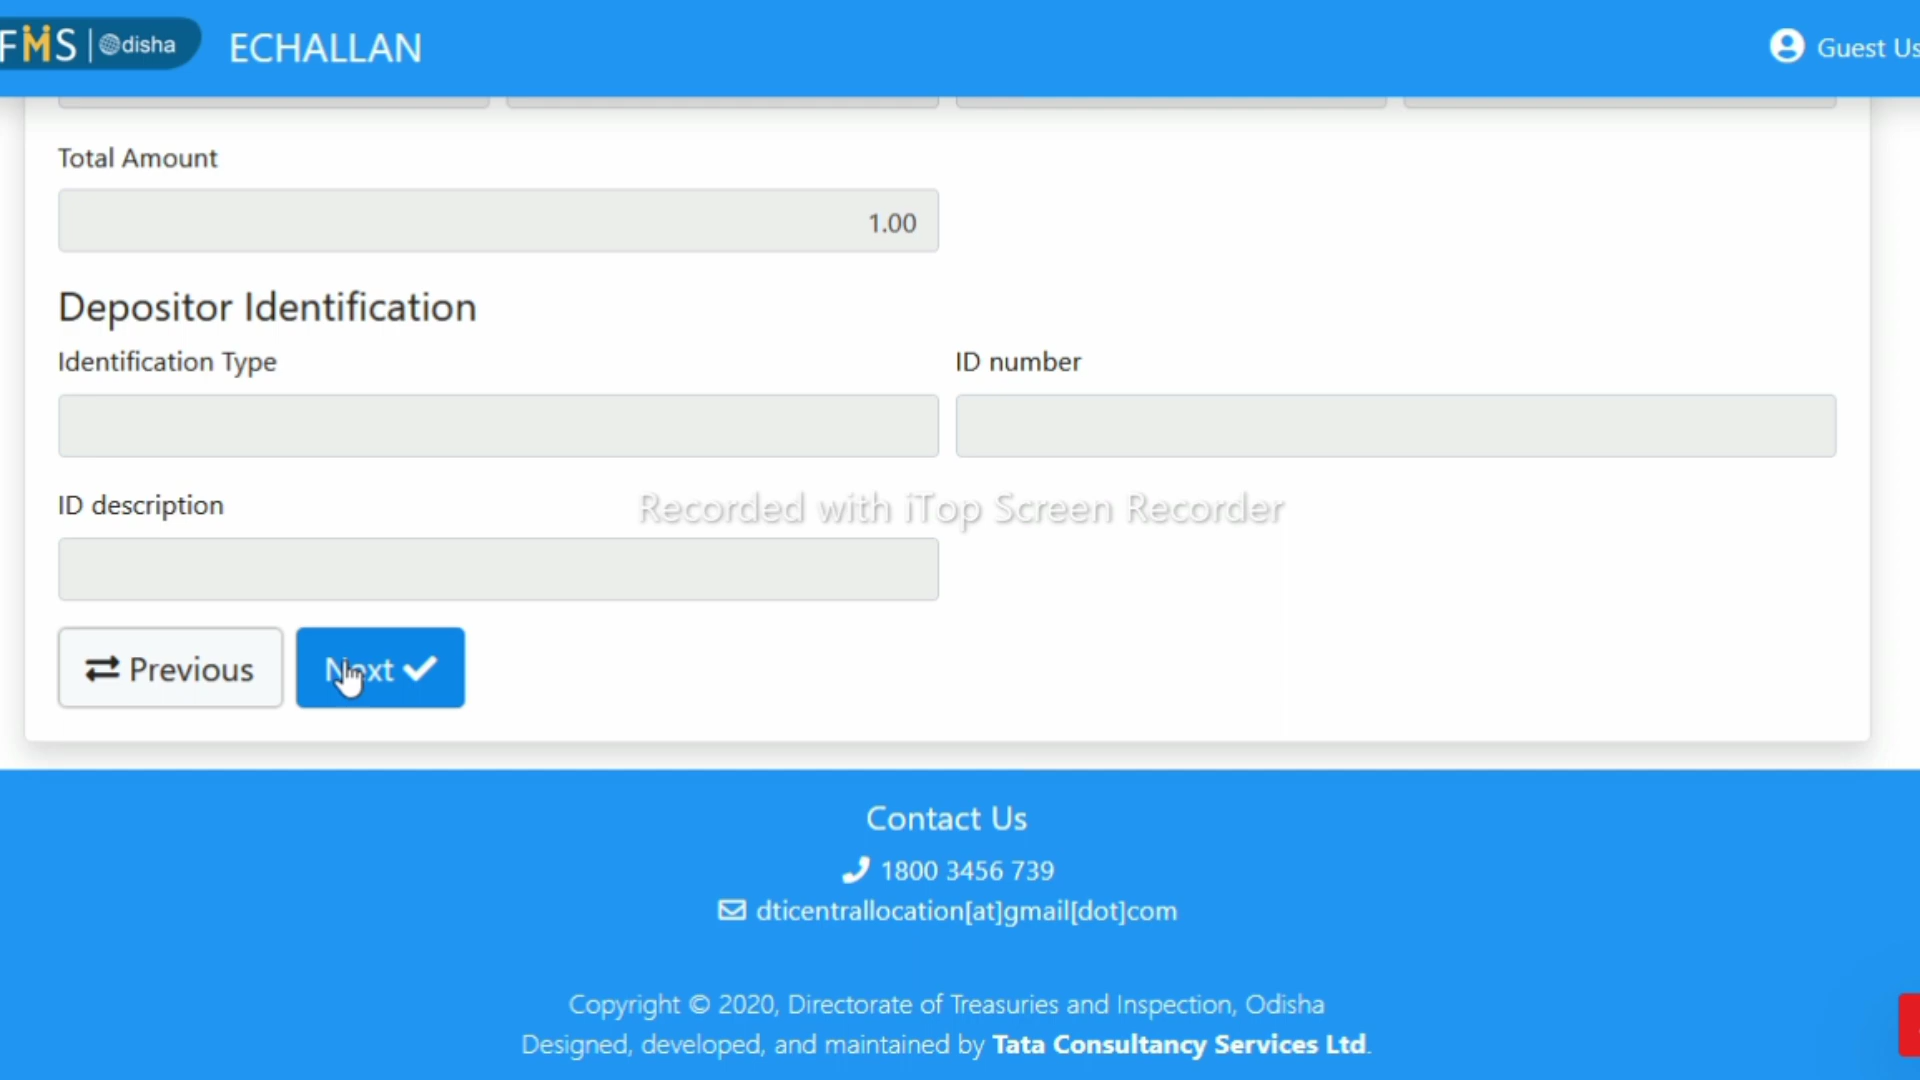 FMS | Odisha ECHALLAN Guest Us
Total Amount
1.00
Depositor Identification
Identification Type ID number
ID description
Recorded with iTop Screen Recorder
Previous Next
Contact Us
1800 3456 739
dticentrallocation[at]gmail[dot]com
Copyright © 2020, Directorate of Treasuries and Inspection, Odisha
Designed, developed, and maintained by Tata Consultancy Services Ltd.